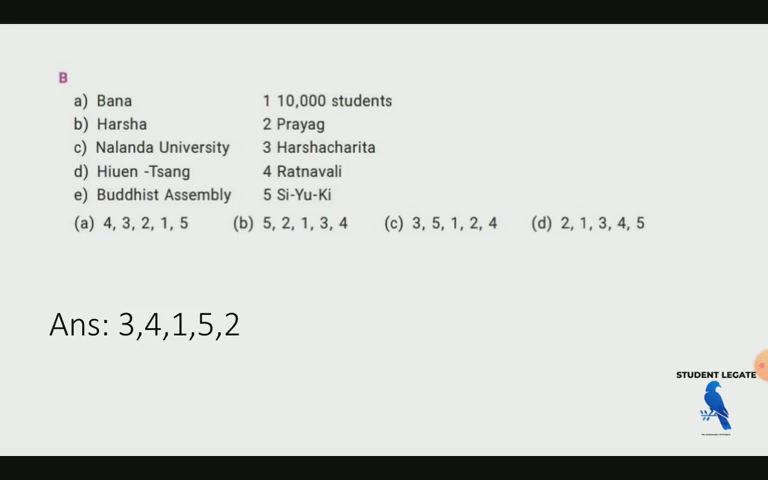 B
a) Bana 1 10,000 students
b) Harsha 2 Prayag
c) Nalanda University 3 Harshacharita
d) Hiuen -Tsang 4 Ratnavali
e) Buddhist Assembly 5 Si-Yu-Ki
(a) 4, 3, 2, 1, 5 (b) 5, 2, 1, 3, 4 (c) 3, 5, 1, 2, 4 (d) 2, 1, 3, 4, 5
Ans: 3,4,1,5,2
STUDENT LEGATE